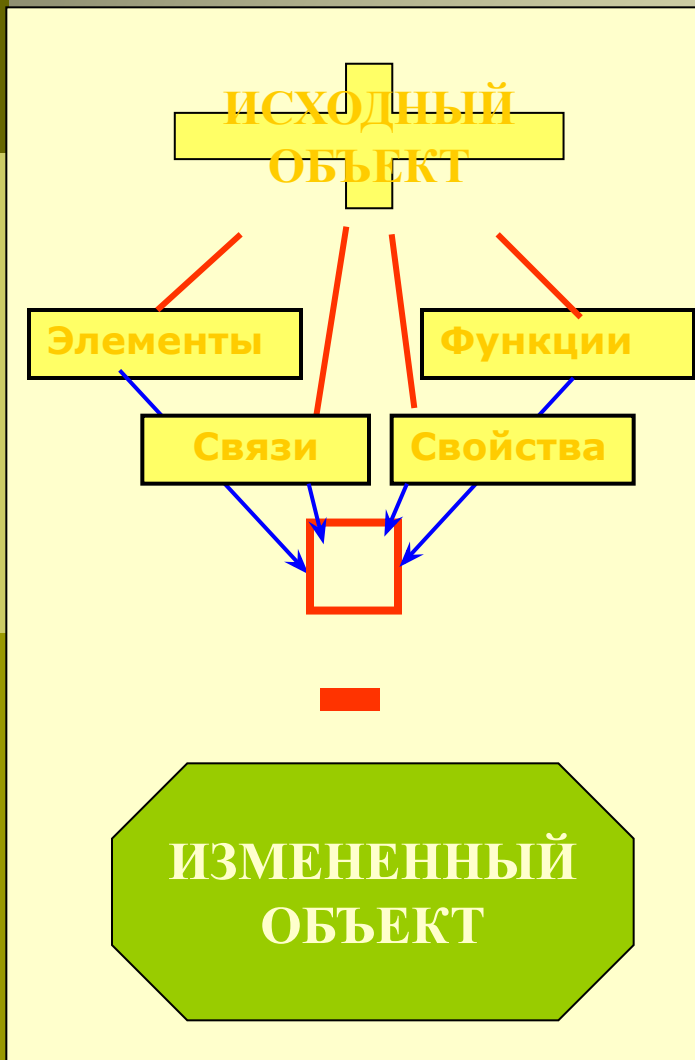 ИСХОДНЫЙ
ОБЪЕКТ
Элементы
Функции
Связи
Свойства
ИЗМЕНЕННЫЙ
ОБЪЕКТ